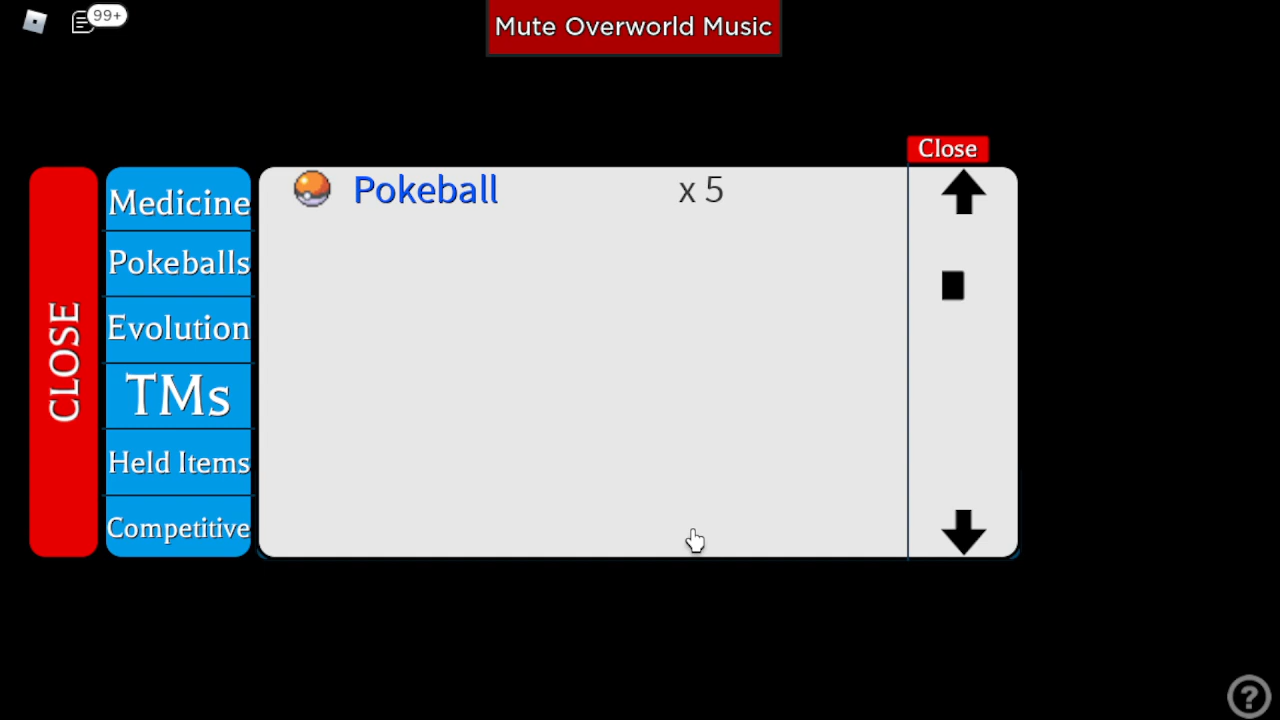 99+
Mute Overworld Music
Close
CLOSE
Medicine
Pokeballs
Evolution
TMs
Held Items
Competitive
Pokeball x 5
?